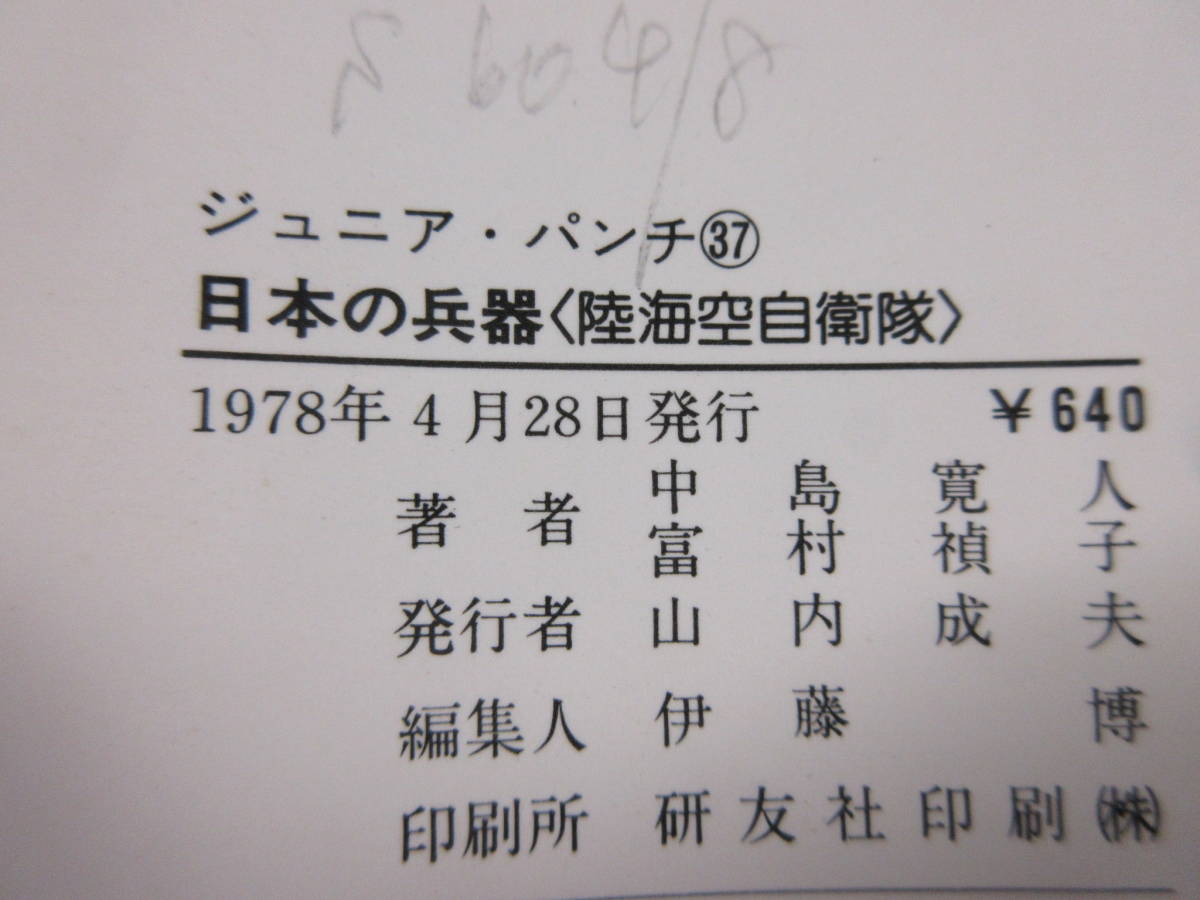 S 60.4/8
ジュニア・パンチ㊲
日本の兵器〈陸海空自衛隊〉
1978年4月28日発行 ¥640
著者 中島寛人
富村禎子
発行者 山内成夫
編集人 伊藤博
印刷所 研友社印刷㈱